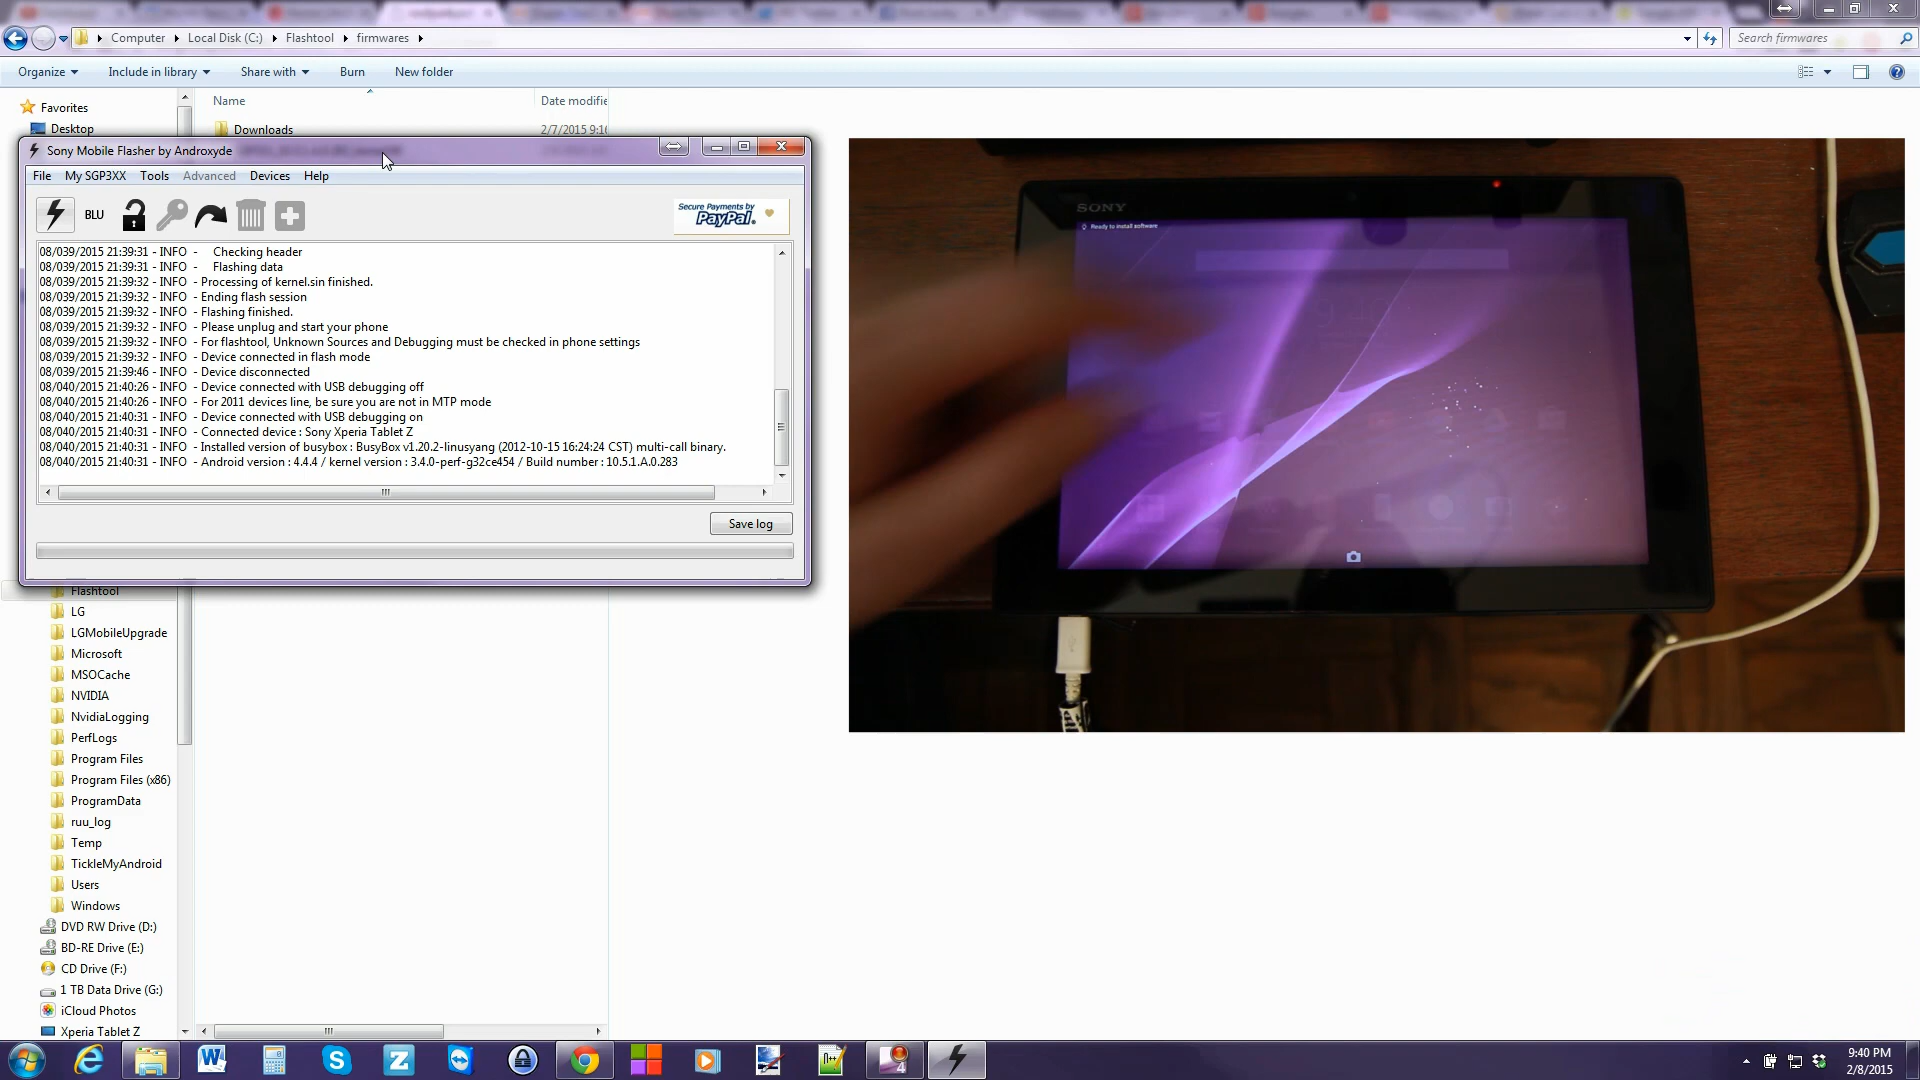 Computer
Local Disk (C:)
Flashtool
firmwares
Search firmwares
Organize
Include in library
Share with
Burn
New folder
Favorites
Desktop
Name
Date modifie
Downloads
2/7/2015 9:16
Sony Mobile Flasher by Androxyde
File
My SGP3XX
Tools
Advanced
Devices
Help
BLU
Secure Payments by
PayPal.
08/039/2015 21:39:31 - INFO - Checking header
08/039/2015 21:39:31 - INFO - Flashing data
08/039/2015 21:39:32 - INFO - Processing of kernel.sin finished.
08/039/2015 21:39:32 - INFO - Ending flash session
08/039/2015 21:39:32 - INFO - Flashing finished.
08/039/2015 21:39:32 - INFO - Please unplug and start your phone
08/039/2015 21:39:32 - INFO - For flashtool, Unknown Sources and Debugging must be checked in phone settings
08/039/2015 21:39:32 - INFO - Device connected in flash mode
08/039/2015 21:39:46 - INFO - Device disconnected
08/040/2015 21:40:26 - INFO - Device connected with USB debugging off
08/040/2015 21:40:26 - INFO - For 2011 devices line, be sure you are not in MTP mode
08/040/2015 21:40:31 - INFO - Device connected with USB debugging on
08/040/2015 21:40:31 - INFO - Connected device : Sony Xperia Tablet Z
08/040/2015 21:40:31 - INFO - Installed version of busybox : BusyBox v1.20.2-linusyang (2012-10-15 16:24:24 CST) multi-call binary.
08/040/2015 21:40:31 - INFO - Android version : 4.4.4 / kernel version : 3.4.0-perf-g32ce454 / Build number : 10.5.1.A.0.283
Save log
Flashtool
LG
LGMobileUpgrade
Microsoft
MSOCache
NVIDIA
NvidiaLogging
PerfLogs
Program Files
Program Files (x86)
ProgramData
ruu_log
Temp
TickleMyAndroid
Users
Windows
DVD RW Drive (D:)
BD-RE Drive (E:)
CD Drive (F:)
1 TB Data Drive (G:)
iCloud Photos
Xperia Tablet Z
SONY
Ready to install software
4
9:40 PM
2/8/2015